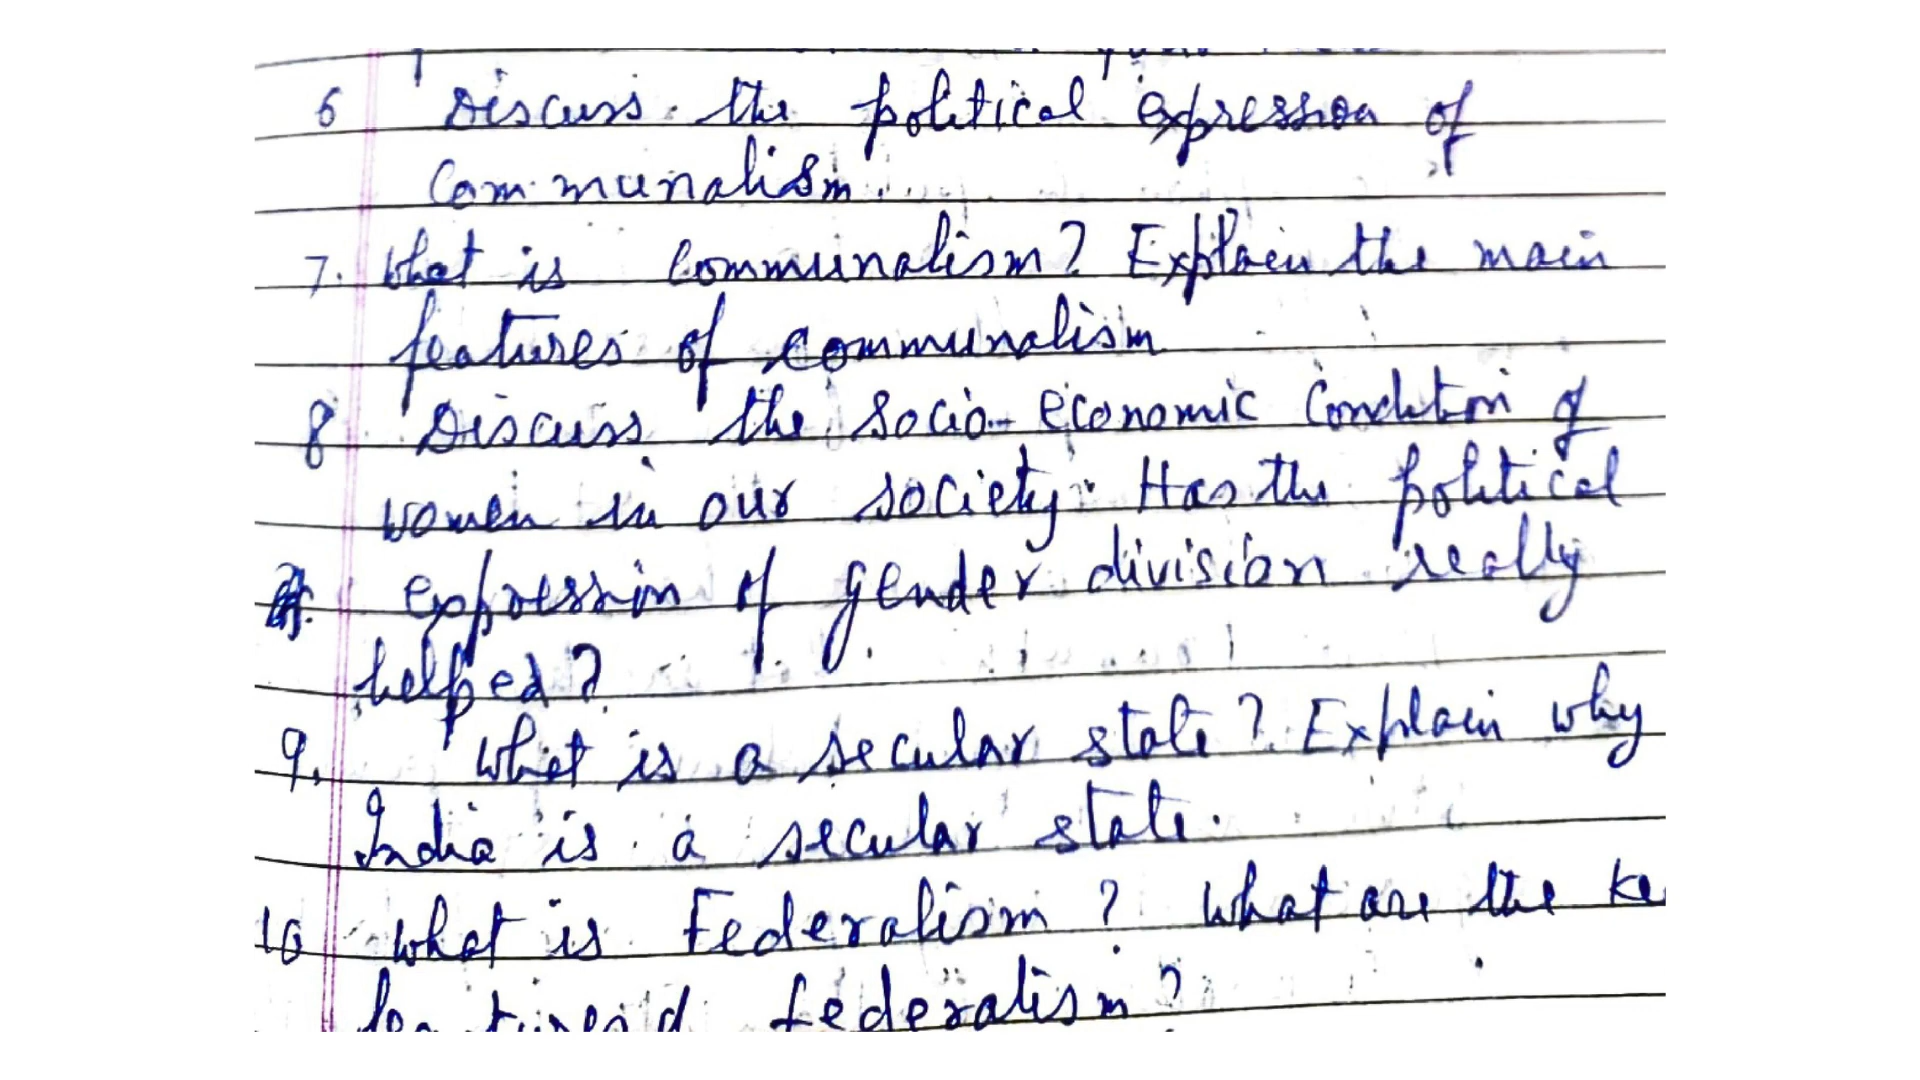 6 Discuss the political expression of
Communalism.
7. What is Communalism? Explain the main
features of communalism
8 Discuss the socio-economic condition of
women in our society. Has the political
expression of gender division really
helped?
9. What is a secular state? Explain why
India is a secular state.
10 What is Federalism? What are the ke
federalism?